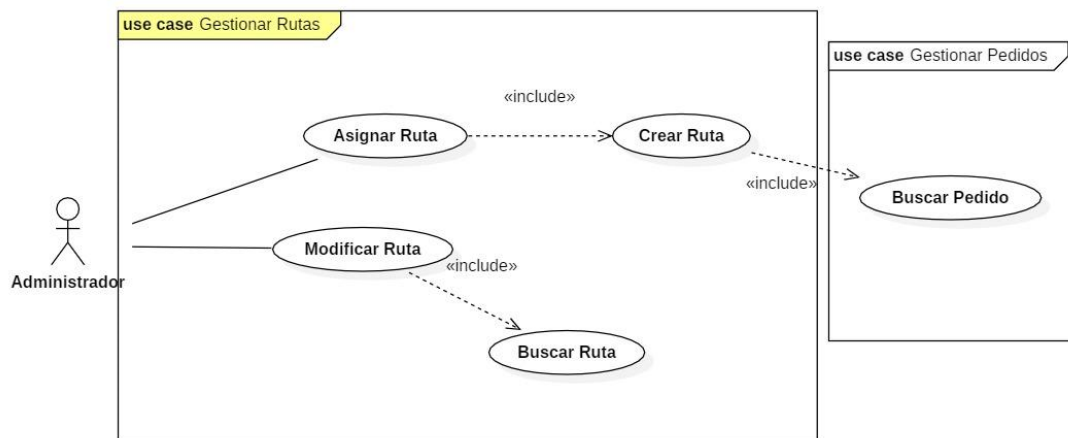 use case Gestionar Rutas
use case Gestionar Pedidos
«include»
Asignar Ruta
Crear Ruta
«include»
Buscar Pedido
Modificar Ruta
«include»
Administrador
Buscar Ruta